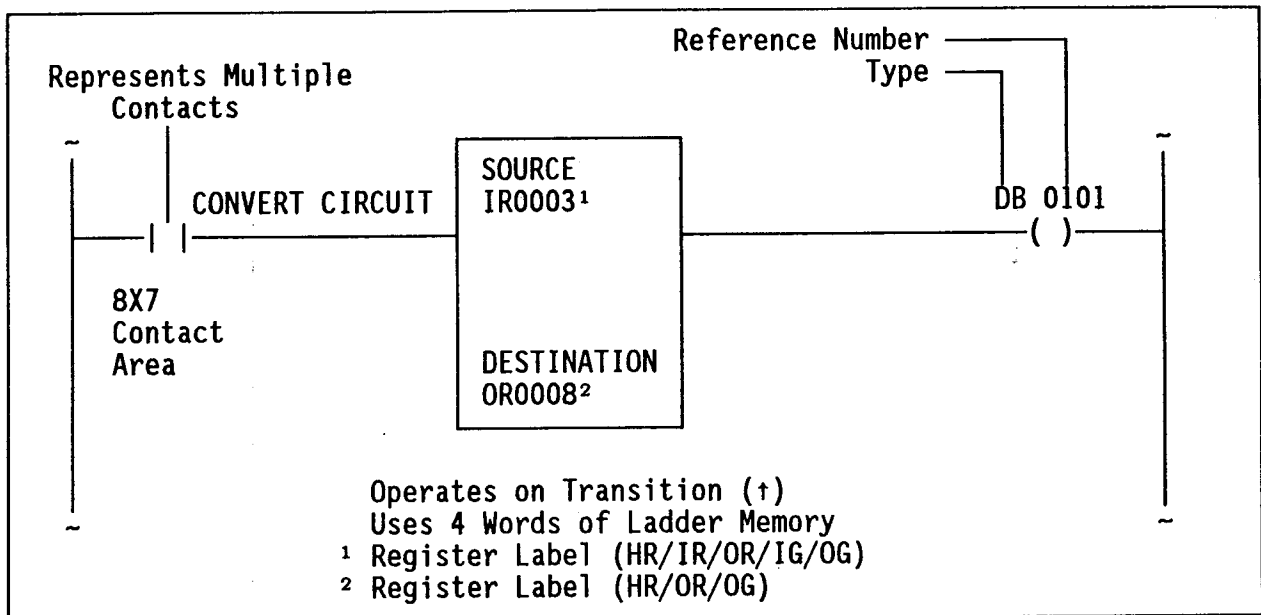 Reference Number
Type
Represents Multiple
Contacts
CONVERT CIRCUIT
SOURCE
IR0003¹
DB 0101
8X7
Contact
Area
DESTINATION
OR0008²
Operates on Transition (↑)
Uses 4 Words of Ladder Memory
¹ Register Label (HR/IR/OR/IG/OG)
² Register Label (HR/OR/OG)